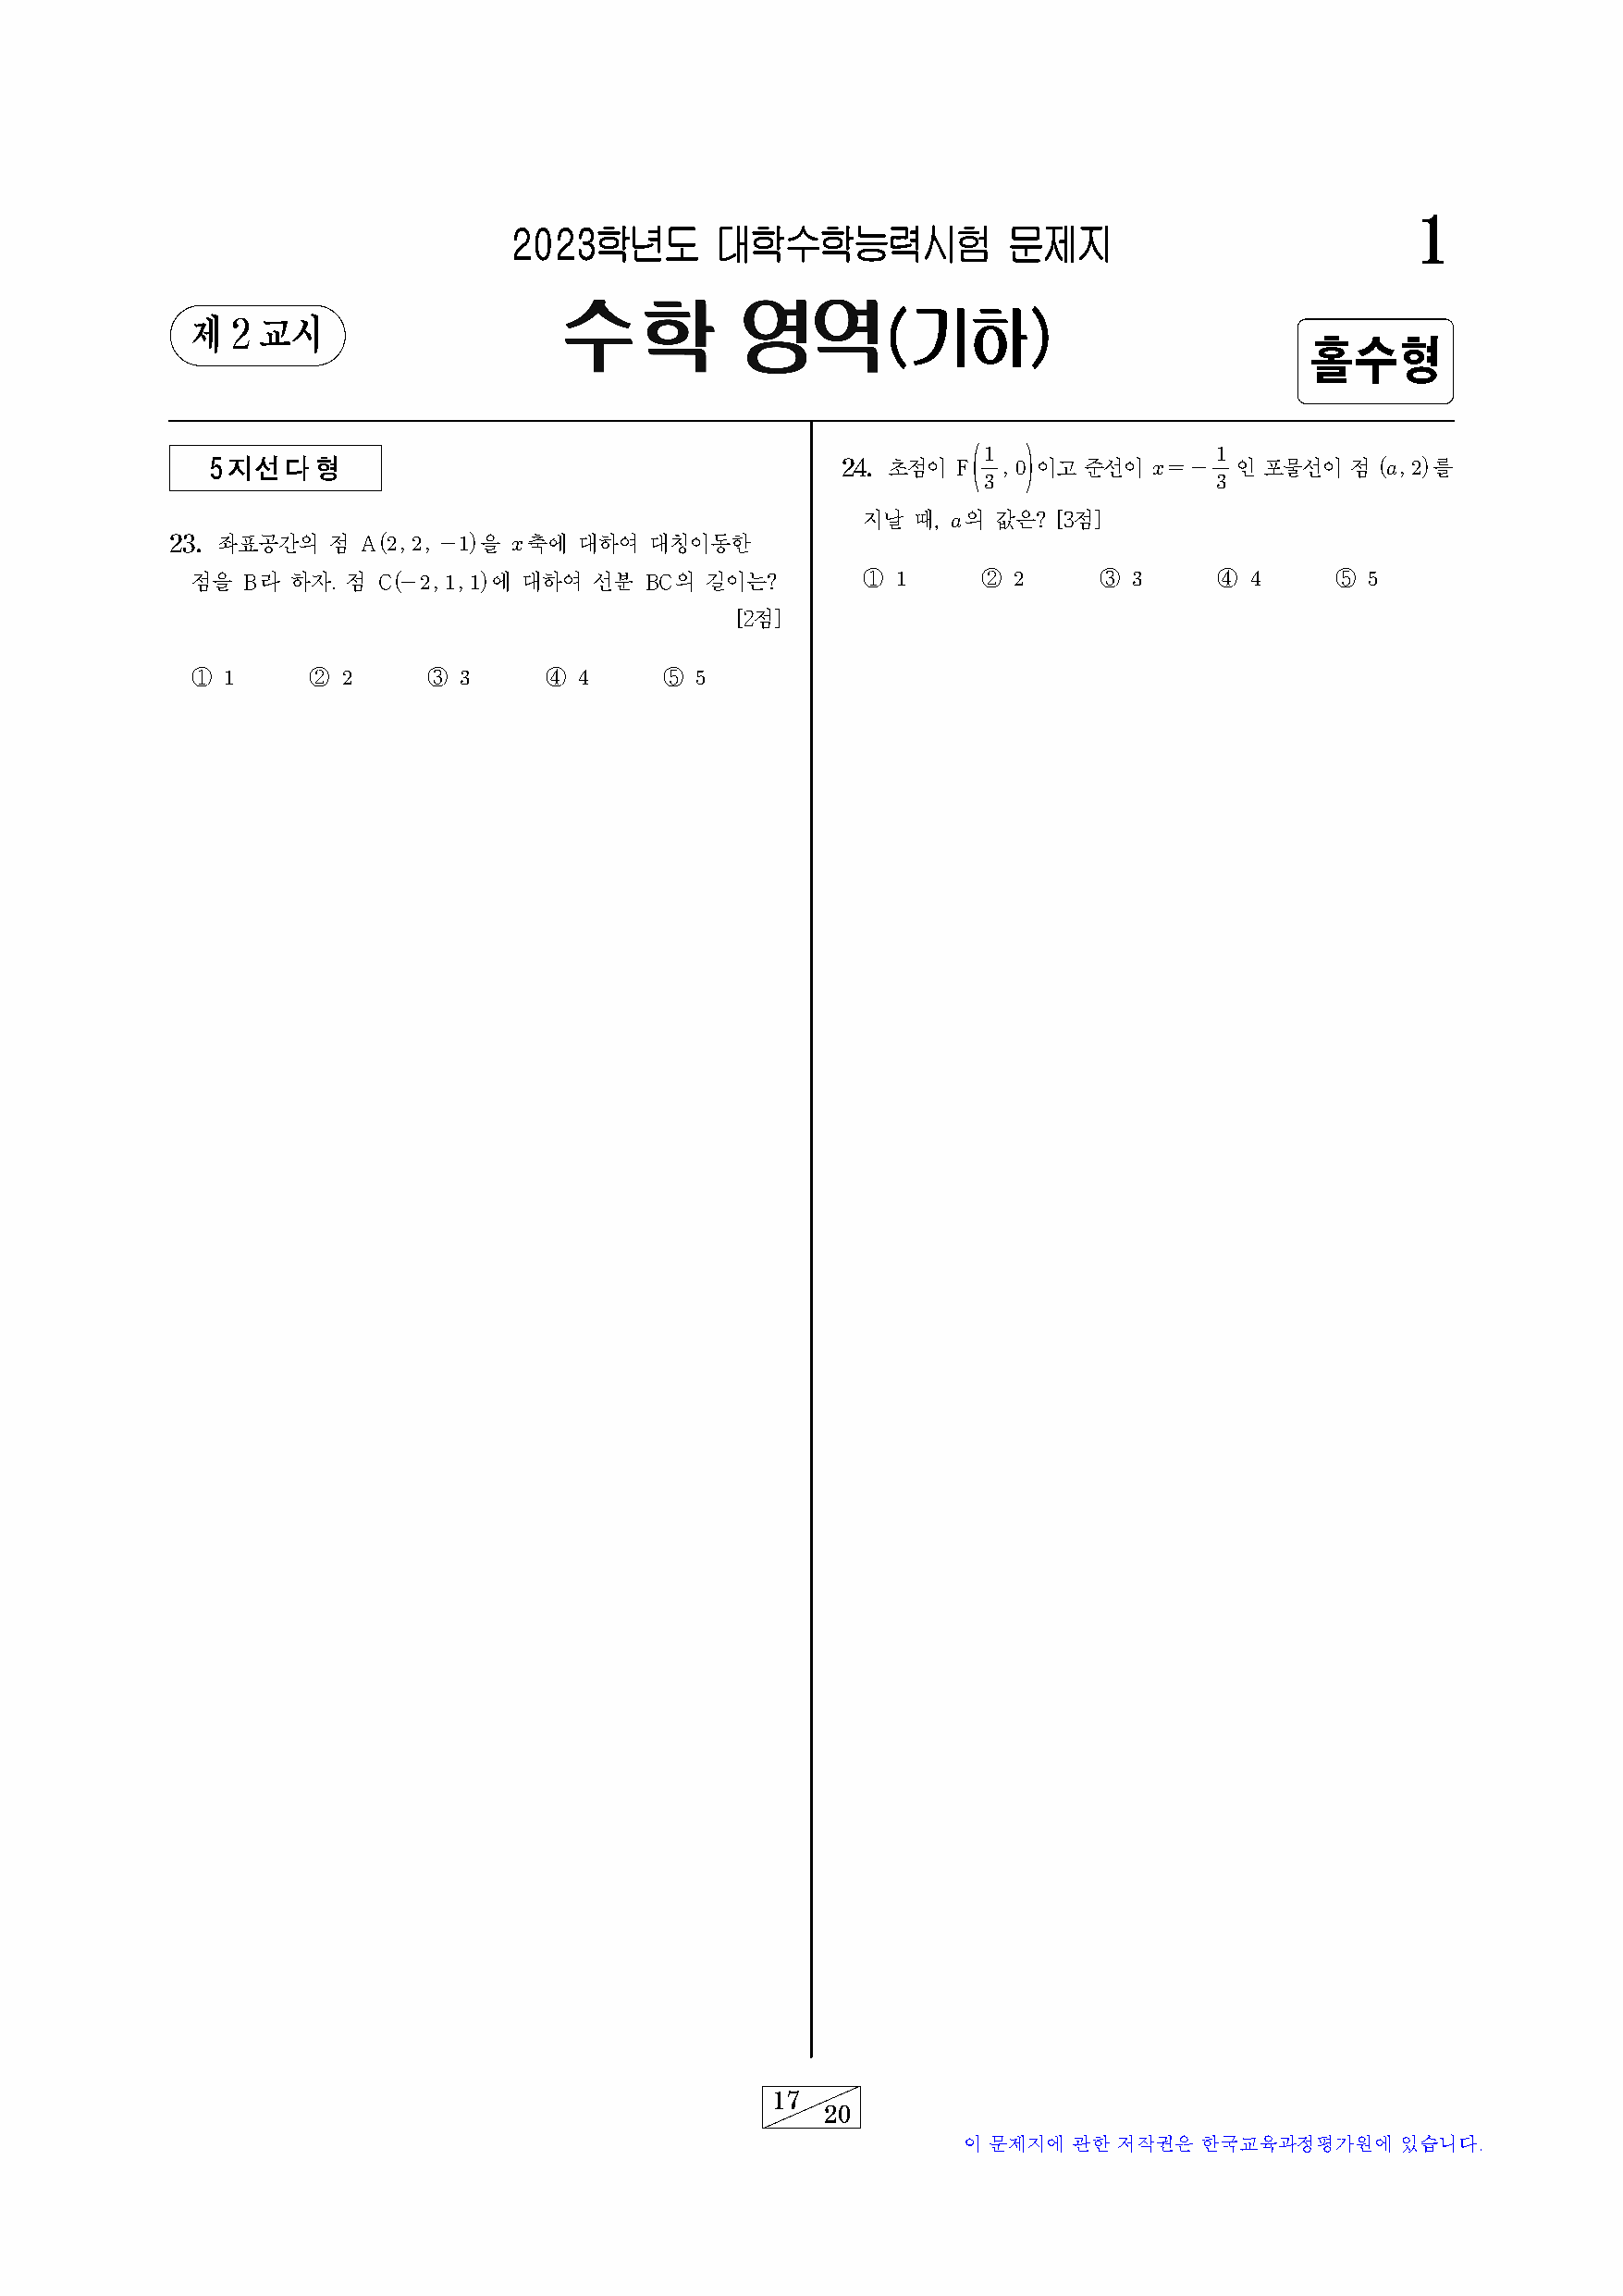 2023학년도 대학수학능력시험 문제지
1
제 2 교시
수학 영역(기하)
홀수형
5지선다형
23. 좌표공간의 점 A(2, 2, −1)을 x축에 대하여 대칭이동한
점을 B라 하자. 점 C(−2, 1, 1)에 대하여 선분 BC의 길이는?
[2점]
① 1 ② 2 ③ 3 ④ 4 ⑤ 5
24. 초점이 F(1/3, 0)이고 준선이 x=−1/3인 포물선이 점 (a, 2)를
지날 때, a의 값은? [3점]
① 1 ② 2 ③ 3 ④ 4 ⑤ 5
17
20
이 문제지에 관한 저작권은 한국교육과정평가원에 있습니다.